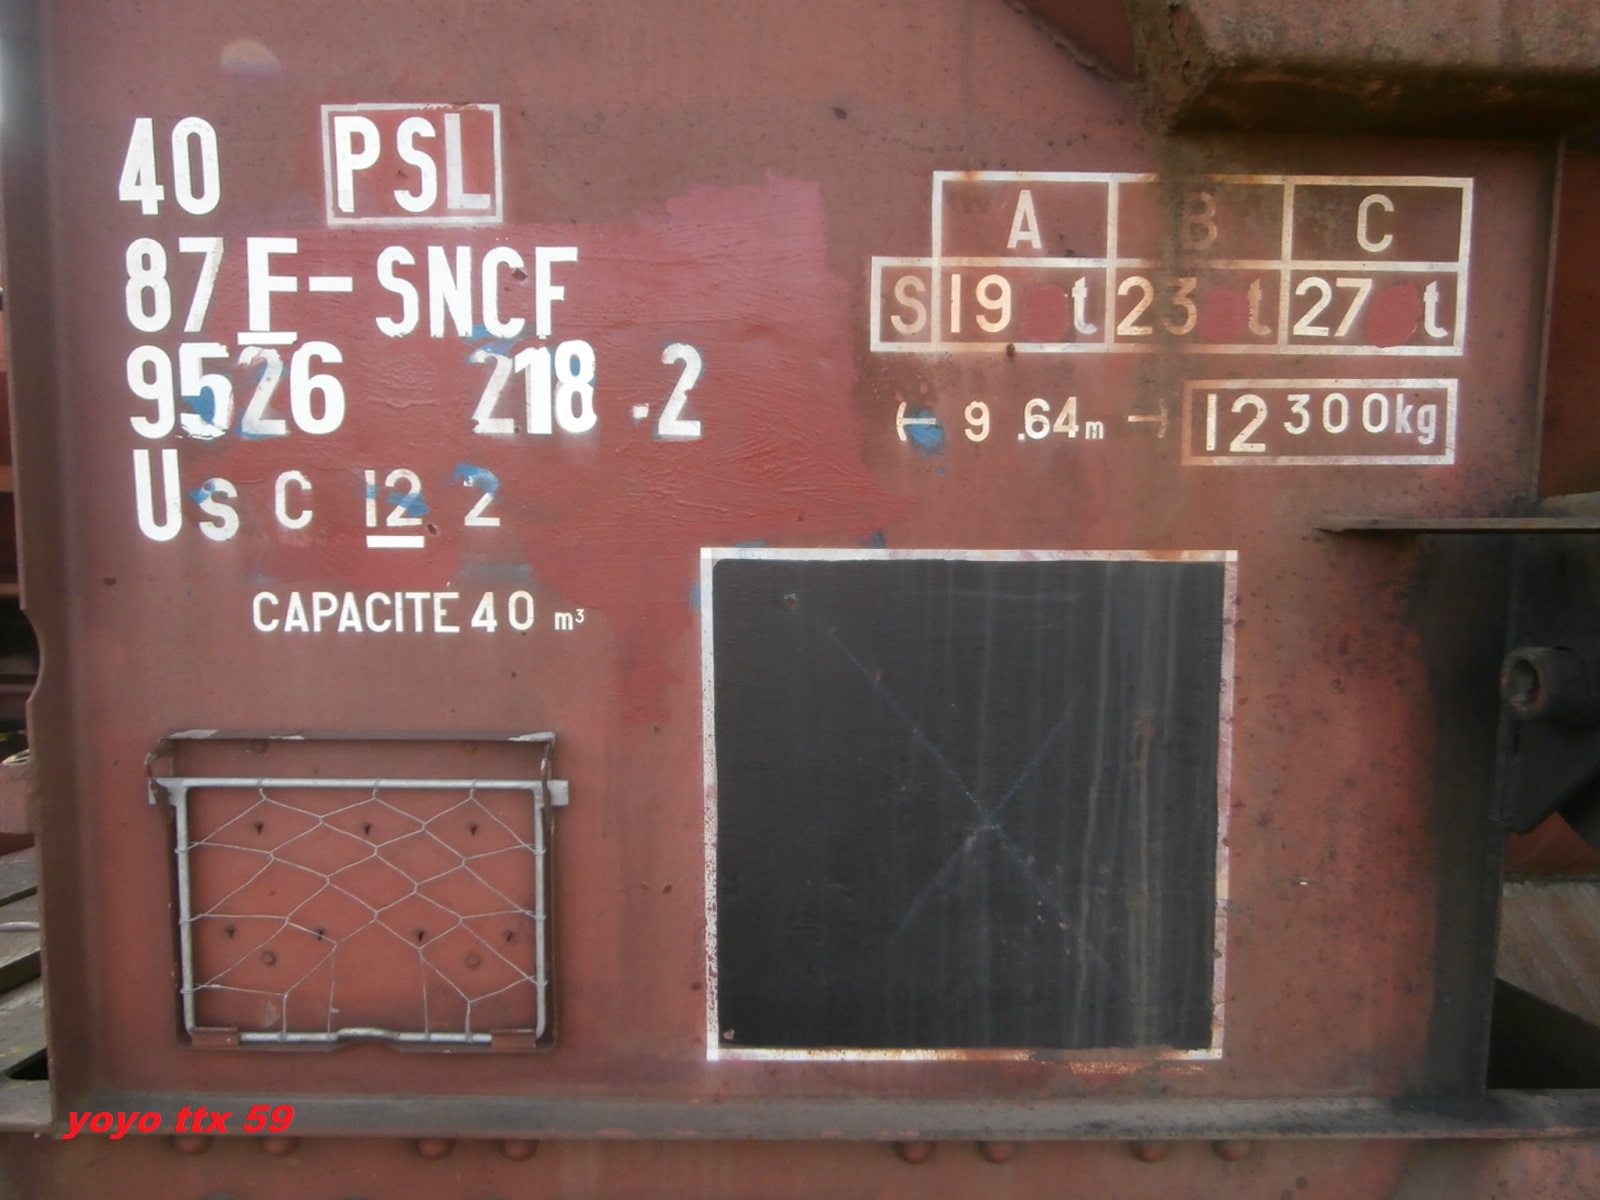 40 PSL
87 F-SNCF
9526 218.2
Us C 12 2
CAPACITE 40 m³
A B C
S 19 t 23 t 27 t
9.64m 12 300kg
yoyo ttx 59